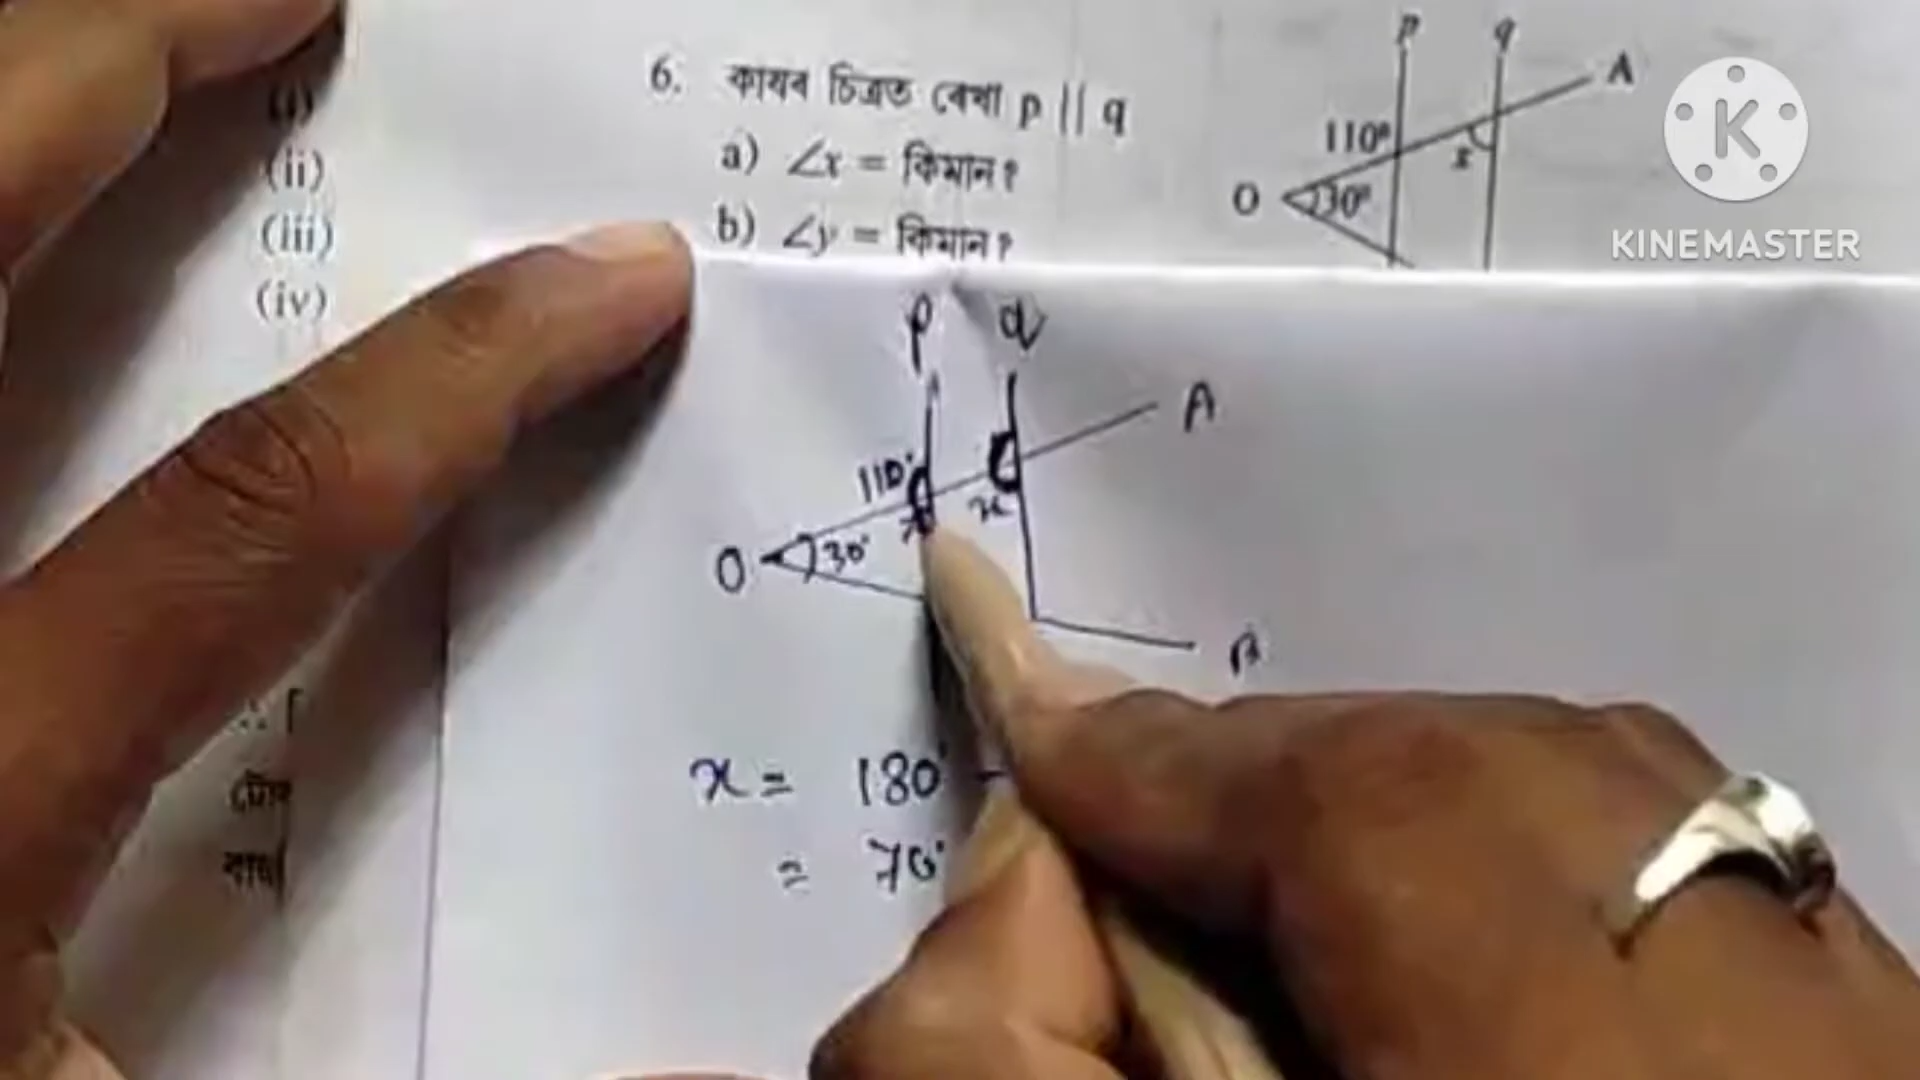 (i)
(ii)
(iii)
(iv)
6. কাষৰ চিত্ৰত ৰেখা p || q
a) ∠x = কিমান?
b) ∠y = কিমান?
p q
A
110°
x
O 30°
K
KINEMASTER
p q
A
110°
x
O 30°
B
x = 180° -
= 70°